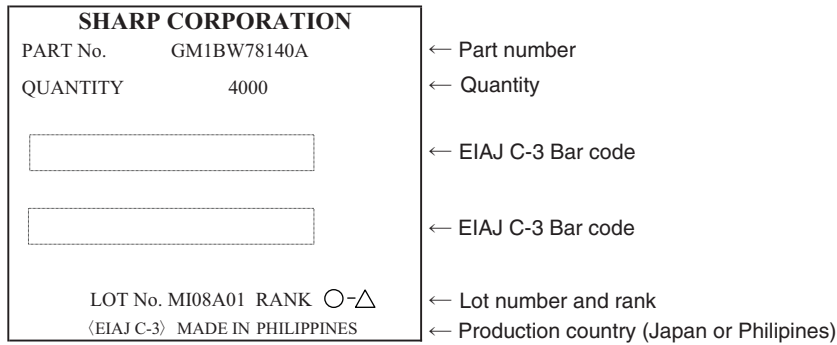 SHARP CORPORATION
PART No. GM1BW78140A ← Part number
QUANTITY 4000 ← Quantity
← EIAJ C-3 Bar code
← EIAJ C-3 Bar code
LOT No. MI08A01 RANK ○-△ ← Lot number and rank
〈EIAJ C-3〉 MADE IN PHILIPPINES ← Production country (Japan or Philipines)